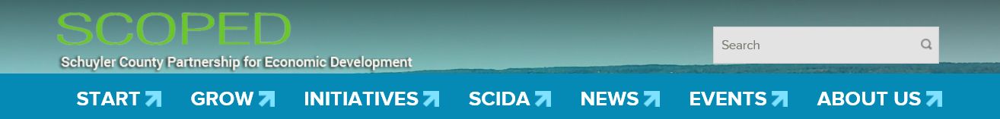 SCOPED
Schuyler County Partnership for Economic Development
Search
START GROW INITIATIVES SCIDA NEWS EVENTS ABOUT US